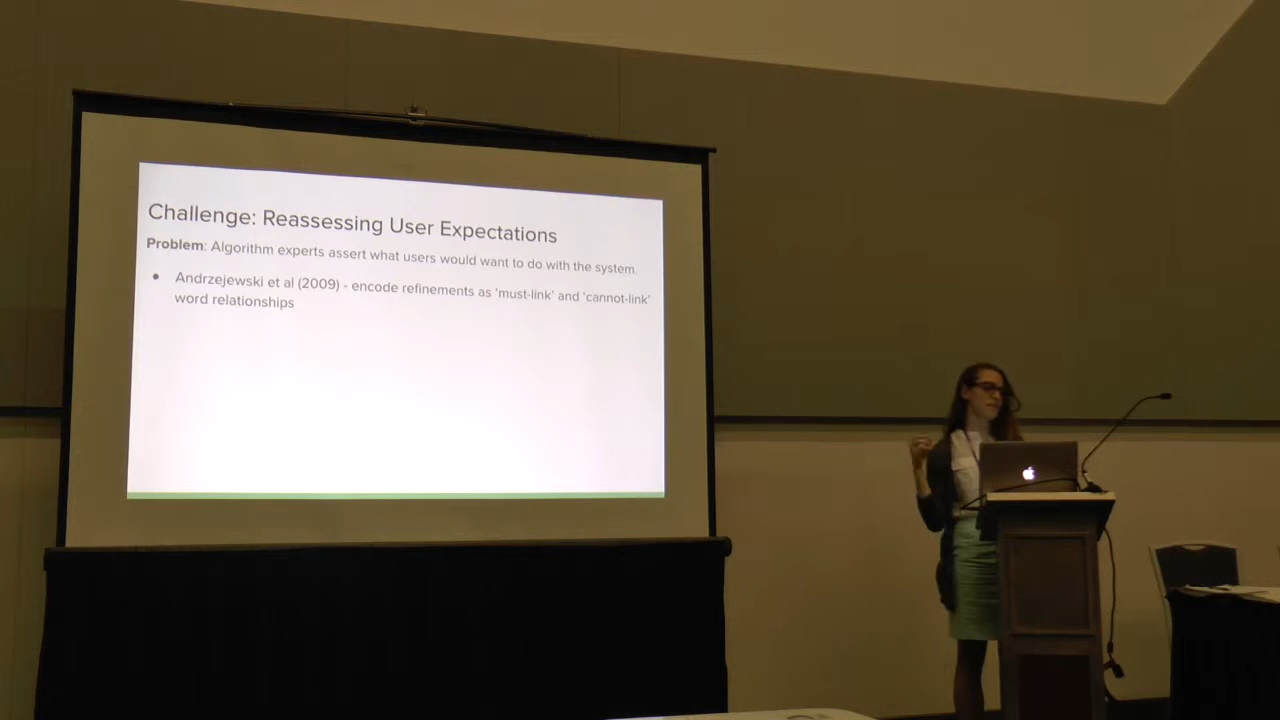 Challenge: Reassessing User Expectations
Problem: Algorithm experts assert what users would want to do with the system.
• Andrzejewski et al (2009) - encode refinements as 'must-link' and 'cannot-link'
word relationships